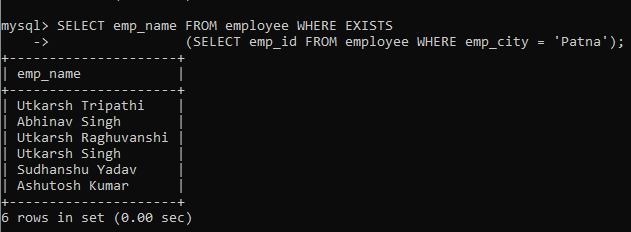 mysql> SELECT emp_name FROM employee WHERE EXISTS
    ->                (SELECT emp_id FROM employee WHERE emp_city = 'Patna');
+---------------------+
| emp_name            |
+---------------------+
| Utkarsh Tripathi    |
| Abhinav Singh       |
| Utkarsh Raghuvanshi |
| Utkarsh Singh       |
| Sudhanshu Yadav     |
| Ashutosh Kumar      |
+---------------------+
6 rows in set (0.00 sec)